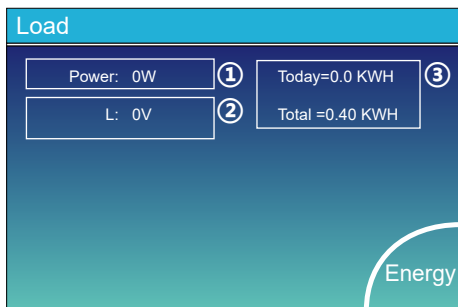 Load
Power: 0W ①
L: 0V ②
Today=0.0 KWH ③
Total =0.40 KWH
Energy